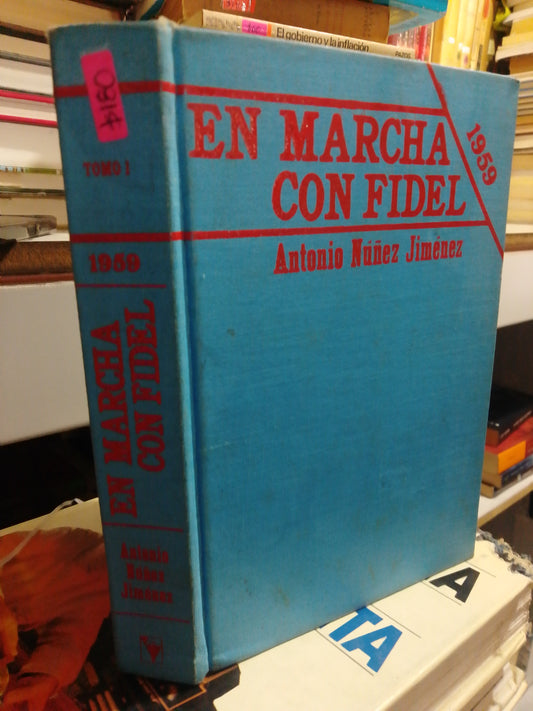 El gobierno y la inflación
$180
TOMO I
1959
EN MARCHA
CON FIDEL
Antonio
Núñez
Jiménez
EN MARCHA
CON FIDEL
1959
Antonio Núñez Jiménez
A
TA